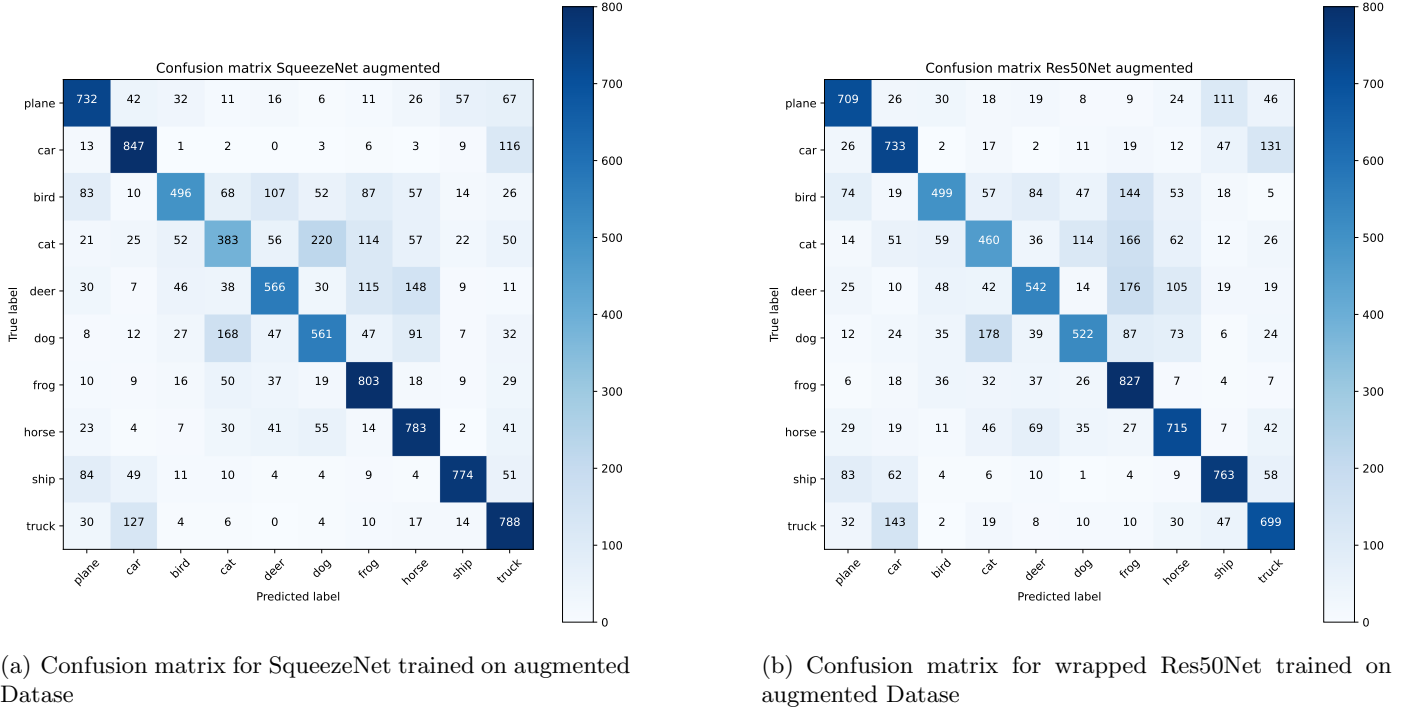 Confusion matrix SqueezeNet augmented
plane 732 42 32 11 16 6 11 26 57 67
car 13 847 1 2 0 3 6 3 9 116
bird 83 10 496 68 107 52 87 57 14 26
cat 21 25 52 383 56 220 114 57 22 50
deer 30 7 46 38 566 30 115 148 9 11
dog 8 12 27 168 47 561 47 91 7 32
frog 10 9 16 50 37 19 803 18 9 29
horse 23 4 7 30 41 55 14 783 2 41
ship 84 49 11 10 4 4 9 4 774 51
truck 30 127 4 6 0 4 10 17 14 788
plane car bird cat deer dog frog horse ship truck
True label
Predicted label
800
700
600
500
400
300
200
100
0
(a) Confusion matrix for SqueezeNet trained on augmented
Datase
Confusion matrix Res50Net augmented
plane 709 26 30 18 19 8 9 24 111 46
car 26 733 2 17 2 11 19 12 47 131
bird 74 19 499 57 84 47 144 53 18 5
cat 14 51 59 460 36 114 166 62 12 26
deer 25 10 48 42 542 14 176 105 19 19
dog 12 24 35 178 39 522 87 73 6 24
frog 6 18 36 32 37 26 827 7 4 7
horse 29 19 11 46 69 35 27 715 7 42
ship 83 62 4 6 10 1 4 9 763 58
truck 32 143 2 19 8 10 10 30 47 699
plane car bird cat deer dog frog horse ship truck
True label
Predicted label
800
700
600
500
400
300
200
100
0
(b) Confusion matrix for wrapped Res50Net trained on
augmented Datase